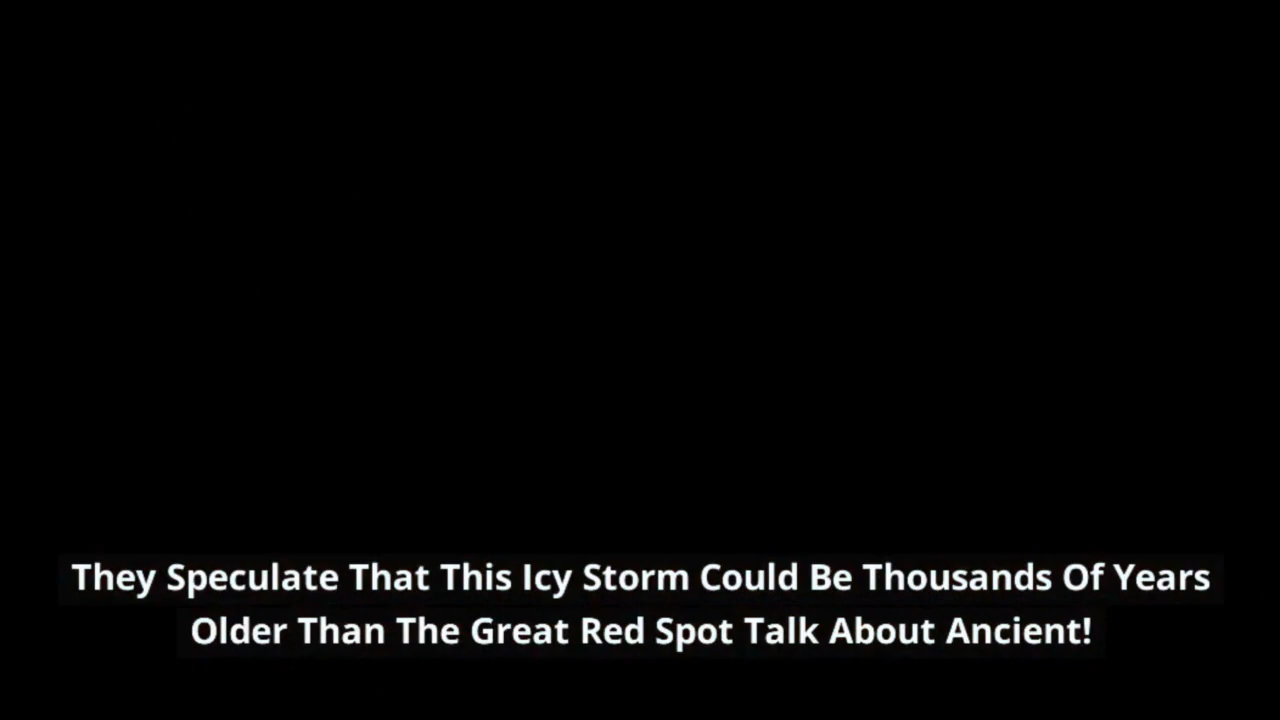 They Speculate That This Icy Storm Could Be Thousands Of Years
Older Than The Great Red Spot Talk About Ancient!